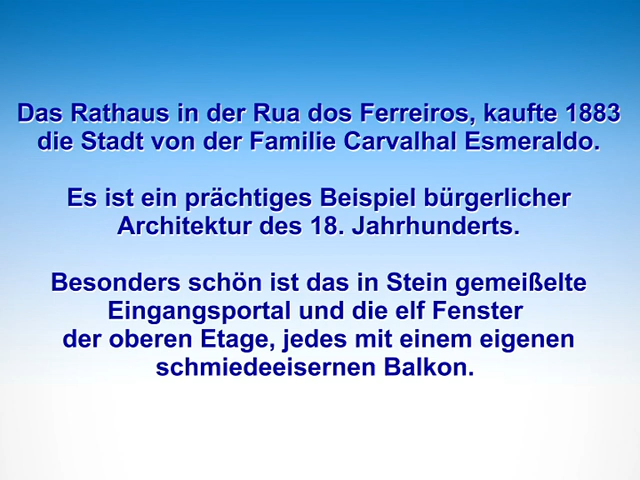 Das Rathaus in der Rua dos Ferreiros, kaufte 1883
die Stadt von der Familie Carvalhal Esmeraldo.
Es ist ein prächtiges Beispiel bürgerlicher
Architektur des 18. Jahrhunderts.
Besonders schön ist das in Stein gemeißelte
Eingangsportal und die elf Fenster
der oberen Etage, jedes mit einem eigenen
schmiedeeisernen Balkon.